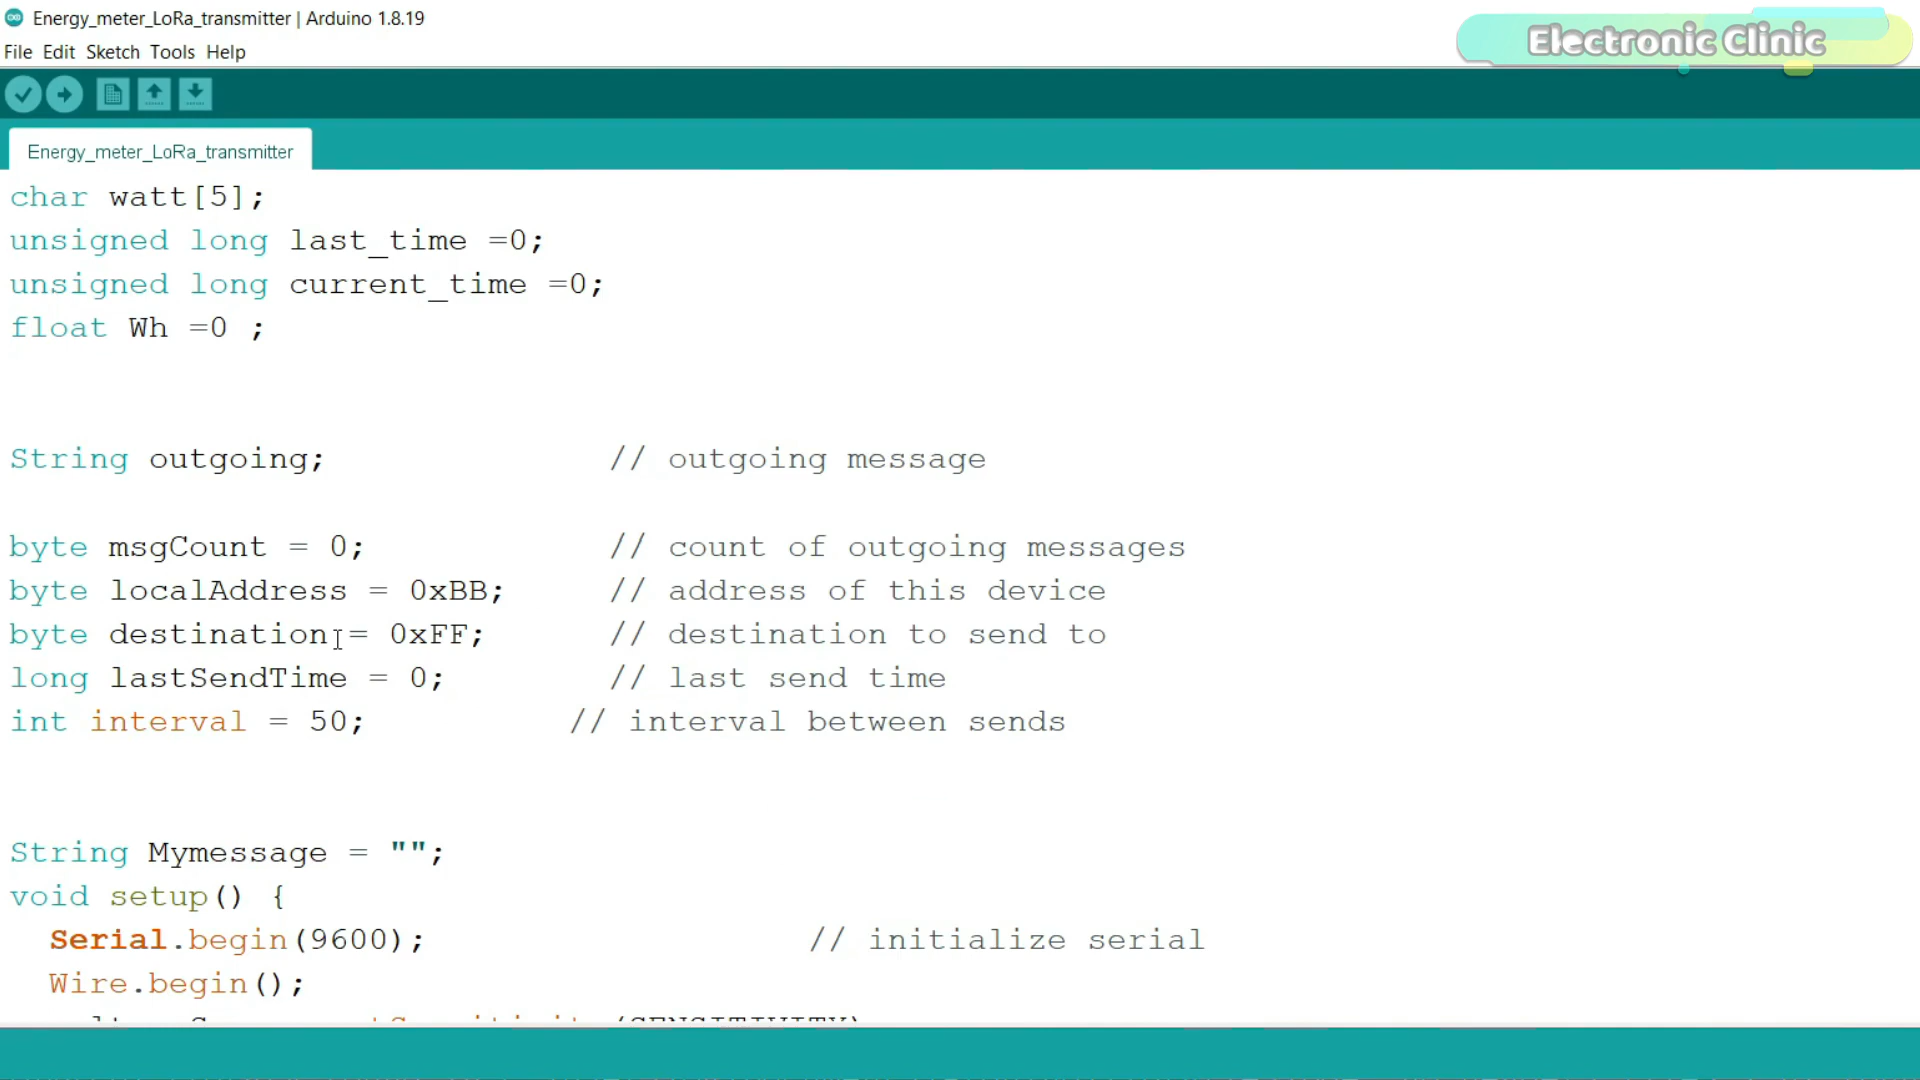 Energy_meter_LoRa_transmitter | Arduino 1.8.19
Electronic Clinic
File Edit Sketch Tools Help
Energy_meter_LoRa_transmitter
char watt[5];
unsigned long last_time =0;
unsigned long current_time =0;
float Wh =0 ;
String outgoing; // outgoing message
byte msgCount = 0; // count of outgoing messages
byte localAddress = 0xBB; // address of this device
byte destination = 0xFF; // destination to send to
long lastSendTime = 0; // last send time
int interval = 50; // interval between sends
String Mymessage = "";
void setup() {
Serial.begin(9600); // initialize serial
Wire.begin();
(SENSITIVITY)